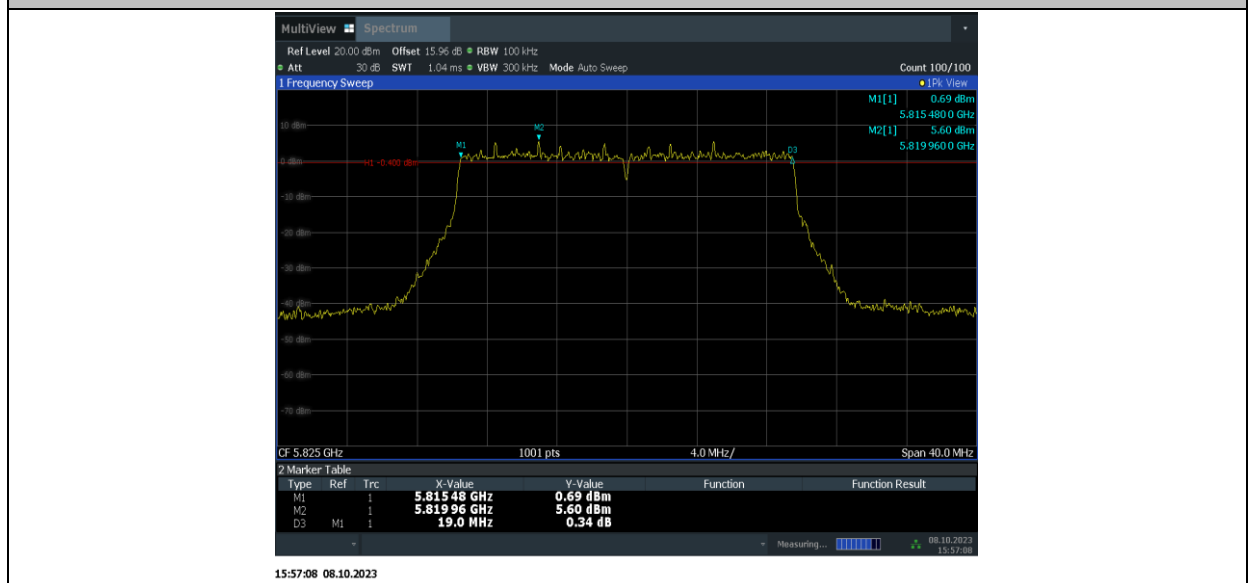 MultiView Spectrum
Ref Level 20.00 dBm Offset 15.96 dB RBW 100 kHz
Att 30 dB SWT 1.04 ms VBW 300 kHz Mode Auto Sweep Count 100/100
1 Frequency Sweep 1Pk View
M1[1] 0.69 dBm
5.815 480 0 GHz
M2[1] 5.60 dBm
5.819 960 0 GHz
10 dBm
M2
M1
D3
0 dBm
H1 -0.400 dBm
-10 dBm
-20 dBm
-30 dBm
-40 dBm
-50 dBm
-60 dBm
-70 dBm
CF 5.825 GHz 1001 pts 4.0 MHz/ Span 40.0 MHz
2 Marker Table
Type Ref Trc X-Value Y-Value Function Function Result
M1 1 5.815 48 GHz 0.69 dBm
M2 1 5.819 96 GHz 5.60 dBm
D3 M1 1 19.0 MHz 0.34 dB
Measuring... 08.10.2023
15:57:08
15:57:08 08.10.2023